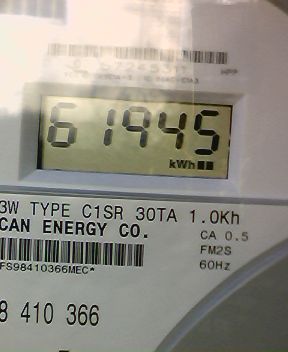 61945
kWh
3W TYPE C1SR 30TA 1.0Kh
CAN ENERGY CO.
CA 0.5
FM2S
60Hz
FS98410366MEC*
8 410 366